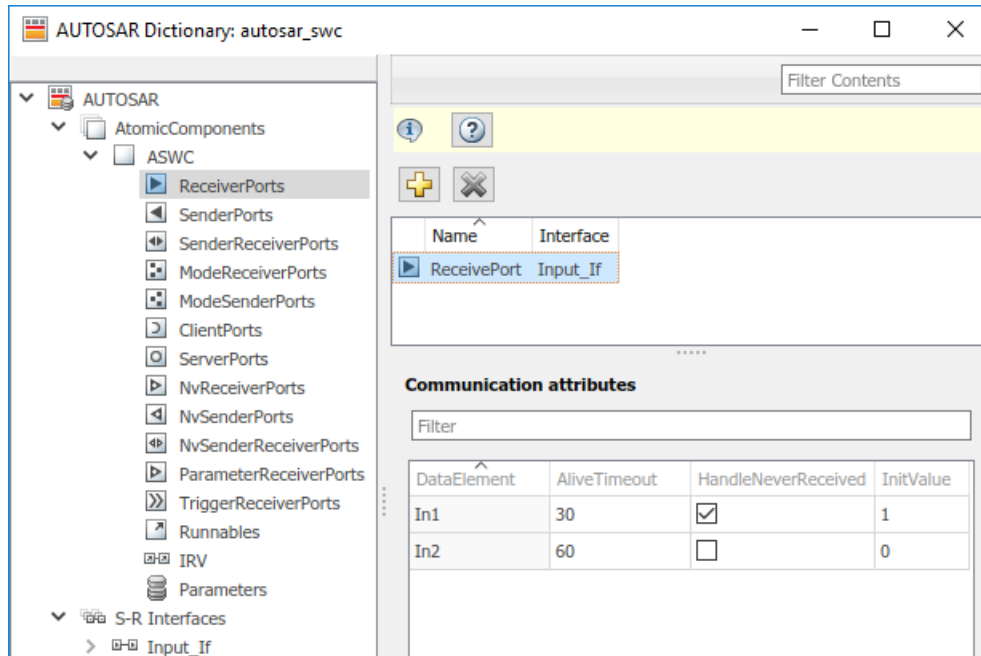 AUTOSAR Dictionary: autosar_swc
AUTOSAR
AtomicComponents
ASWC
ReceiverPorts
SenderPorts
SenderReceiverPorts
ModeReceiverPorts
ModeSenderPorts
ClientPorts
ServerPorts
NvReceiverPorts
NvSenderPorts
NvSenderReceiverPorts
ParameterReceiverPorts
TriggerReceiverPorts
Runnables
IRV
Parameters
S-R Interfaces
Input_If
Filter Contents
Name Interface
ReceivePort Input_If
Communication attributes
Filter
DataElement AliveTimeout HandleNeverReceived InitValue
In1 30 1
In2 60 0